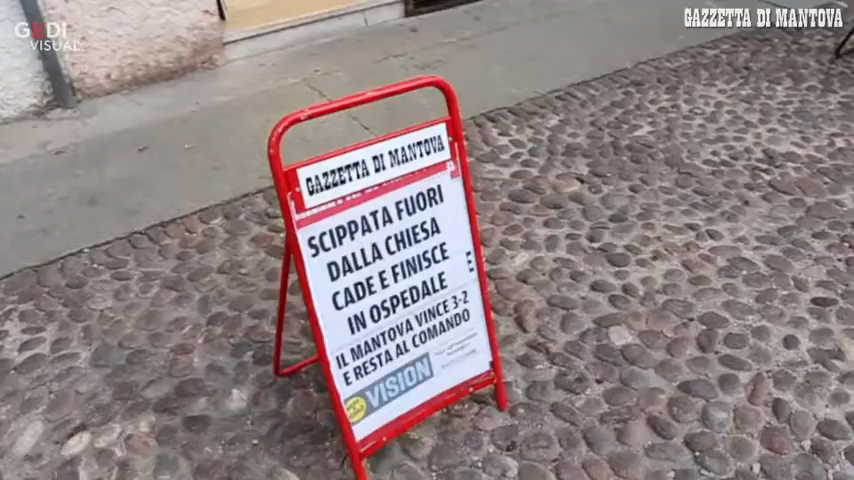 GEDI
VISUAL
GAZZETTA DI MANTOVA
GAZZETTA DI MANTOVA
SCIPPATA FUORI
DALLA CHIESA
CADE E FINISCE
IN OSPEDALE
IL MANTOVA VINCE 3-2
E RESTA AL COMANDO
VISION